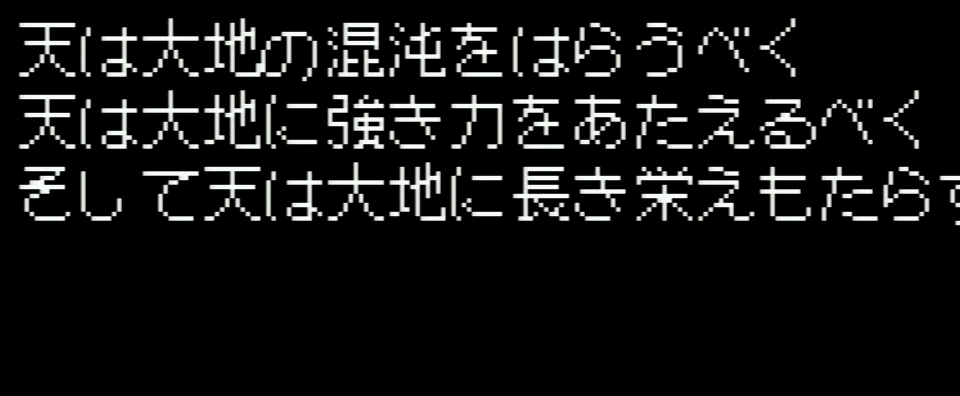 天は大地の混沌をはらうべく
天は大地に強き力をあたえるべく
そして天は大地に長き栄えもたらす